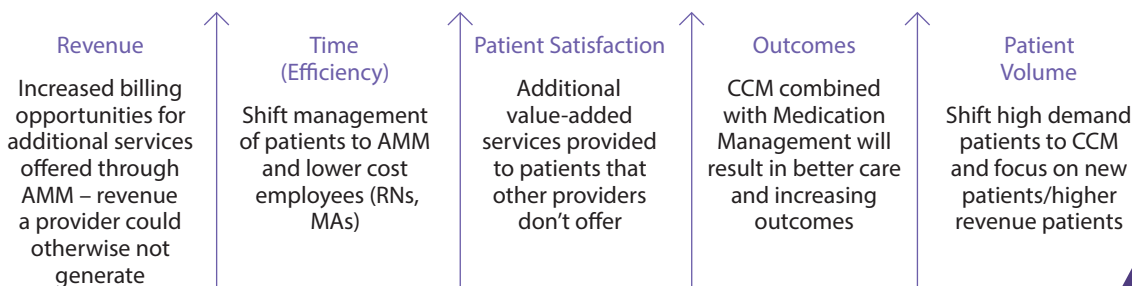 Revenue
Increased billing
opportunities for
additional services
offered through
AMM – revenue
a provider could
otherwise not
generate
Time
(Efficiency)
Shift management
of patients to AMM
and lower cost
employees (RNs,
MAs)
Patient Satisfaction
Additional
value-added
services provided
to patients that
other providers
don’t offer
Outcomes
CCM combined
with Medication
Management will
result in better care
and increasing
outcomes
Patient
Volume
Shift high demand
patients to CCM
and focus on new
patients/higher
revenue patients